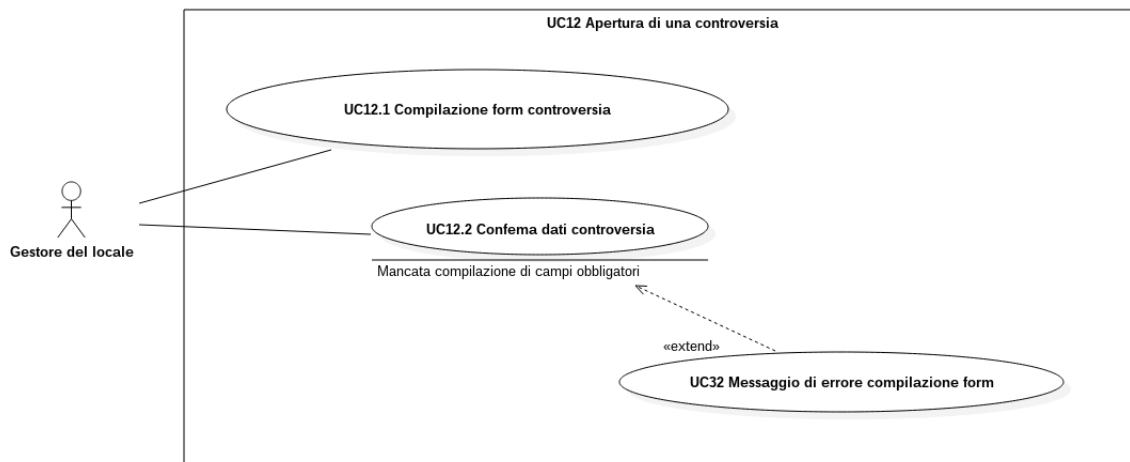 UC12 Apertura di una controversia
UC12.1 Compilazione form controversia
Gestore del locale
UC12.2 Confema dati controversia
Mancata compilazione di campi obbligatori
«extend»
UC32 Messaggio di errore compilazione form